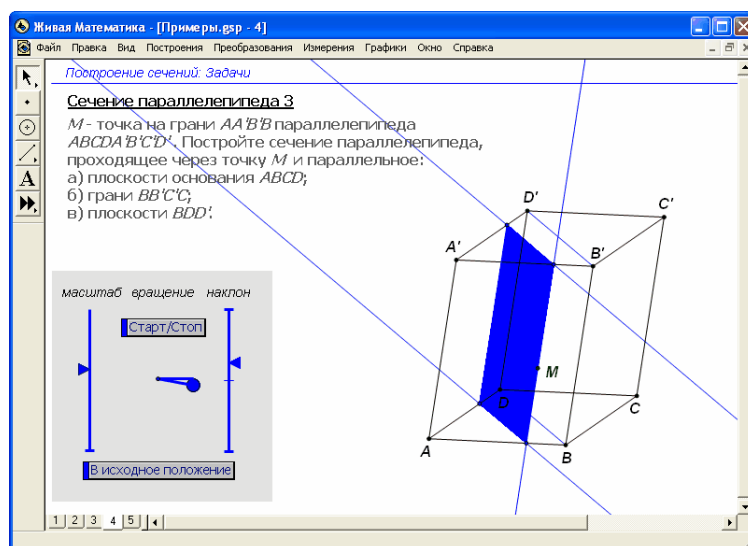 Живая Математика - [Примеры.gsp - 4]
Файл Правка Вид Построения Преобразования Измерения Графики Окно Справка
Построение сечений: Задачи
Сечение параллелепипеда 3
M - точка на грани AA'B'B параллелепипеда
ABCDA'B'C'D'. Постройте сечение параллелепипеда,
проходящее через точку M и параллельное:
а) плоскости основания ABCD;
б) грани BB'C'C;
в) плоскости BDD'.
D'
C'
A'
B'
масштаб вращение наклон
Старт/Стоп
M
D
C
A
B
В исходное положение
1 2 3 4 5
A